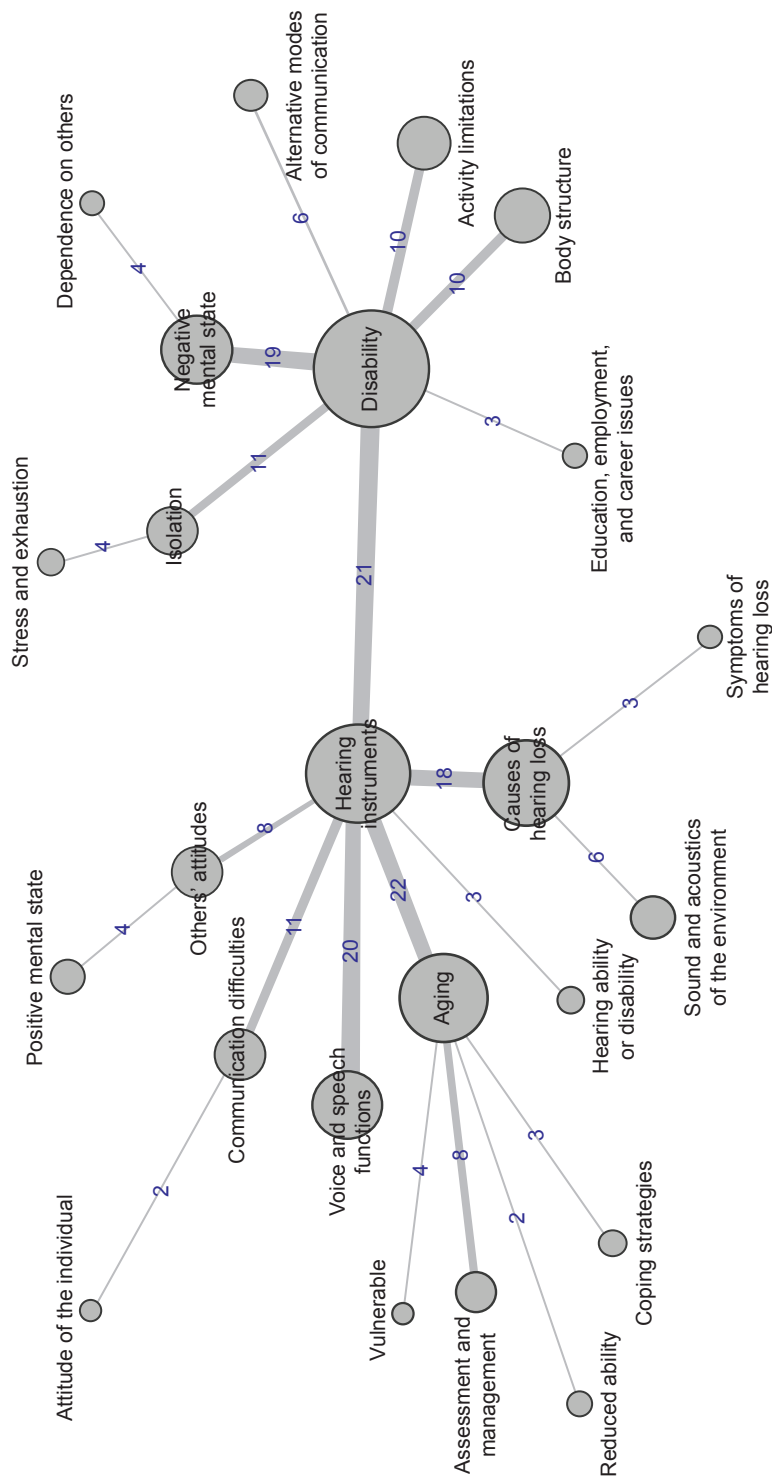 Stress and exhaustion
4
Isolation
11
Dependence on others
4
Negative
mental state
19
Alternative modes
of communication
6
Activity limitations
10
Body structure
10
Disability
Education, employment,
and career issues
3
21
Positive mental state
4
Others' attitudes
8
Attitude of the individual
2
Communication difficulties
11
Voice and speech
functions
20
Hearing
instruments
22
Aging
Vulnerable
4
Assessment and
management
8
Reduced ability
2
Coping strategies
3
Hearing ability
or disability
3
18
Causes of
hearing loss
Sound and acoustics
of the environment
6
Symptoms of
hearing loss
3